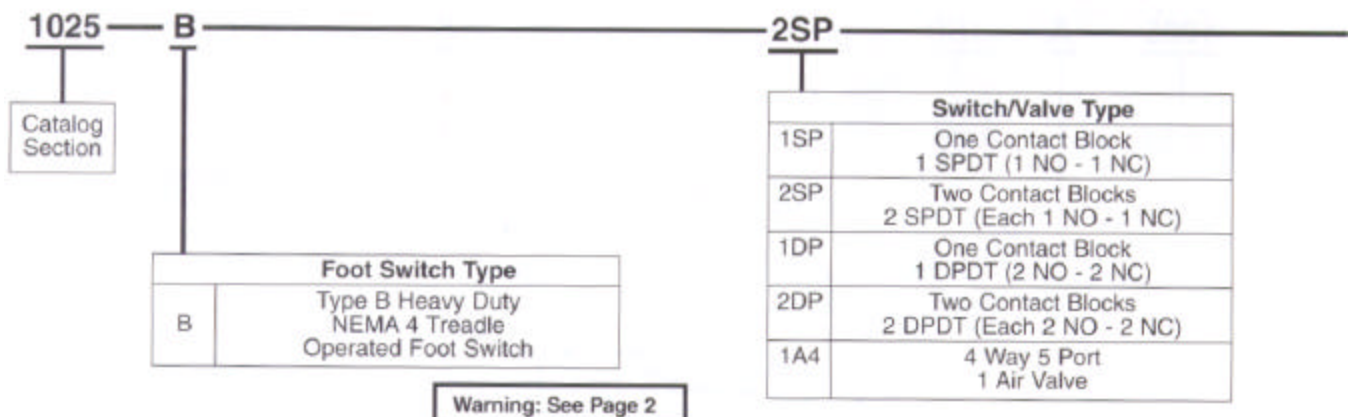 1025 B 2SP
Catalog
Section
Switch/Valve Type
1SP One Contact Block
1 SPDT (1 NO - 1 NC)
2SP Two Contact Blocks
2 SPDT (Each 1 NO - 1 NC)
1DP One Contact Block
1 DPDT (2 NO - 2 NC)
2DP Two Contact Blocks
2 DPDT (Each 2 NO - 2 NC)
1A4 4 Way 5 Port
1 Air Valve
Foot Switch Type
B Type B Heavy Duty
NEMA 4 Treadle
Operated Foot Switch
Warning: See Page 2